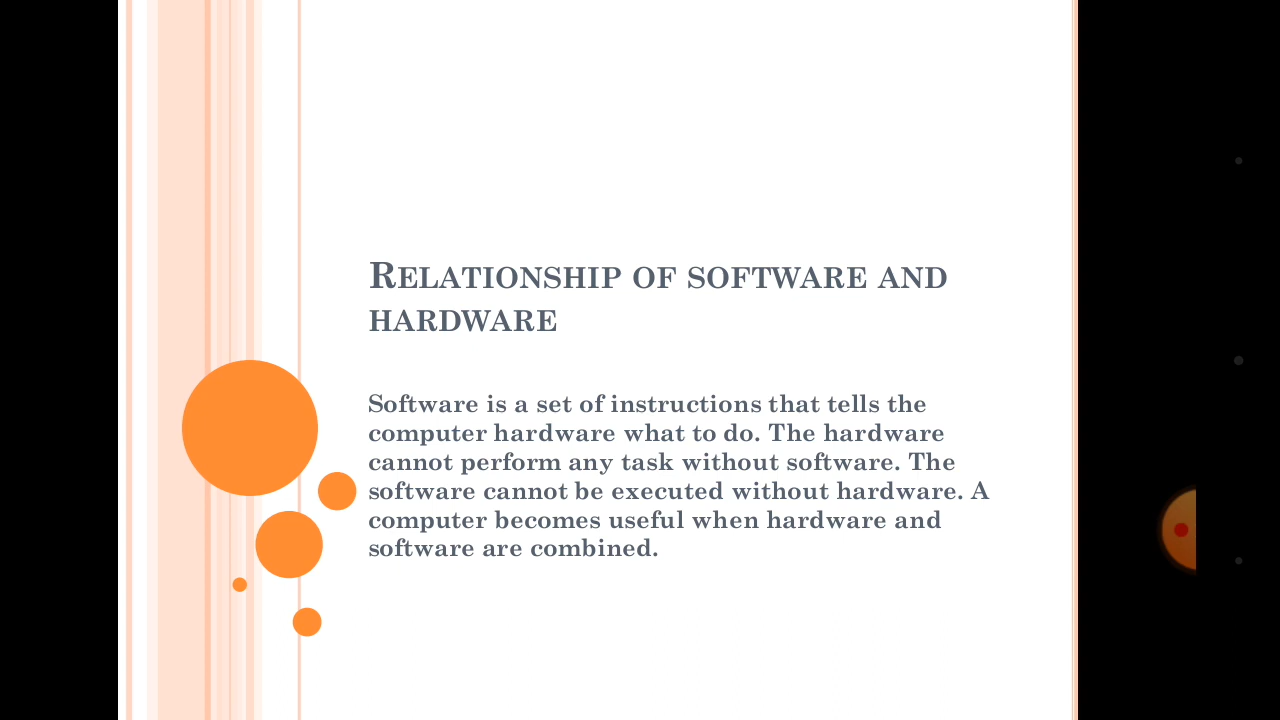 Relationship of software and
hardware
Software is a set of instructions that tells the
computer hardware what to do. The hardware
cannot perform any task without software. The
software cannot be executed without hardware. A
computer becomes useful when hardware and
software are combined.